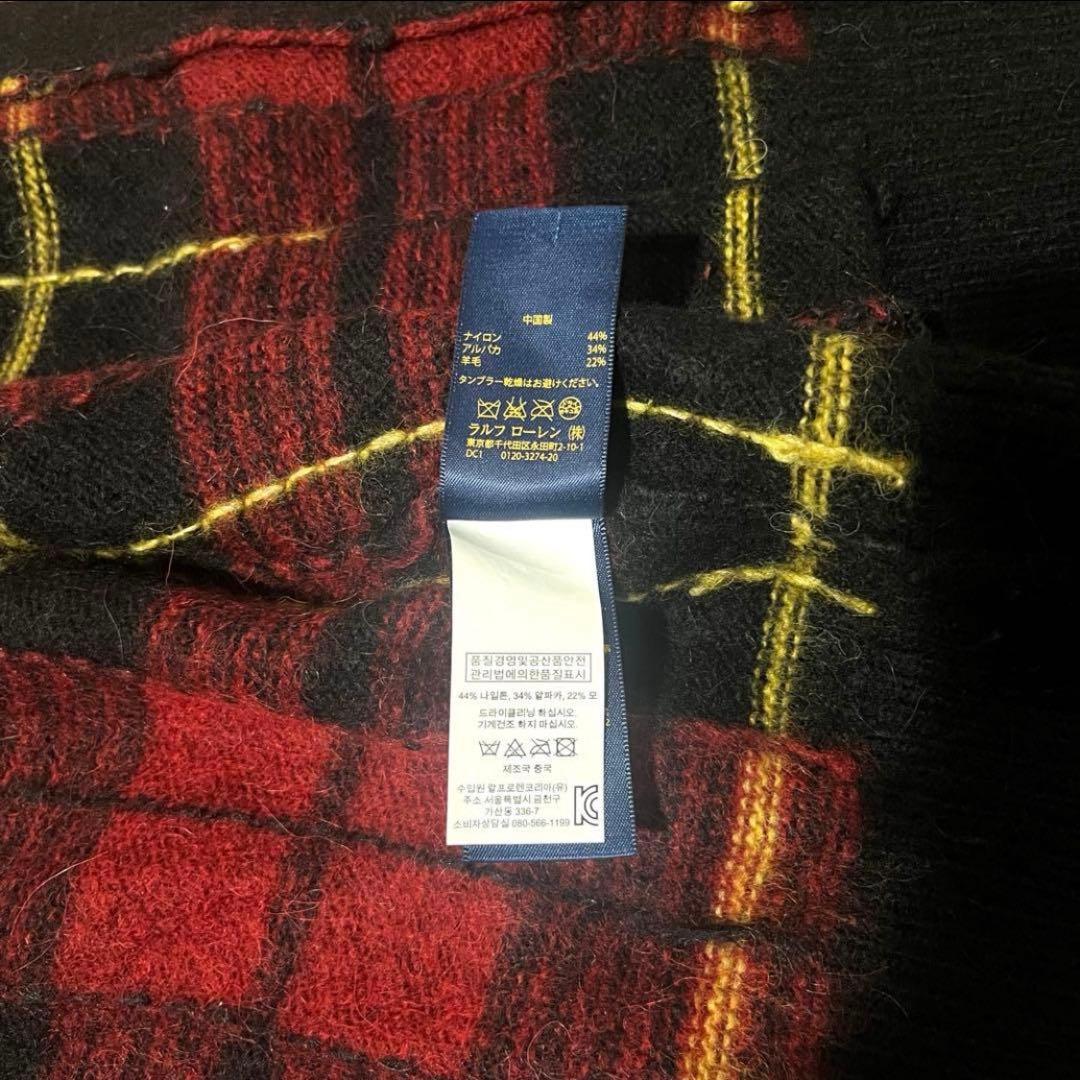 中国製
ナイロン 44%
アルパカ 34%
羊毛 22%
タンブラー乾燥はお避けください。
ラルフ ローレン (株)
東京都千代田区永田町2-10-1
DC1 0120-3274-20
품질경영및공산품안전
관리법에의한품질표시
44% 나일론, 34% 알파카, 22% 모
드라이클리닝 하십시오.
기계건조 하지 마십시오.
제조국 중국
수입원 랄프로렌코리아(유)
주소 서울특별시 금천구
가산동 336-7
소비자상담실 080-566-1199